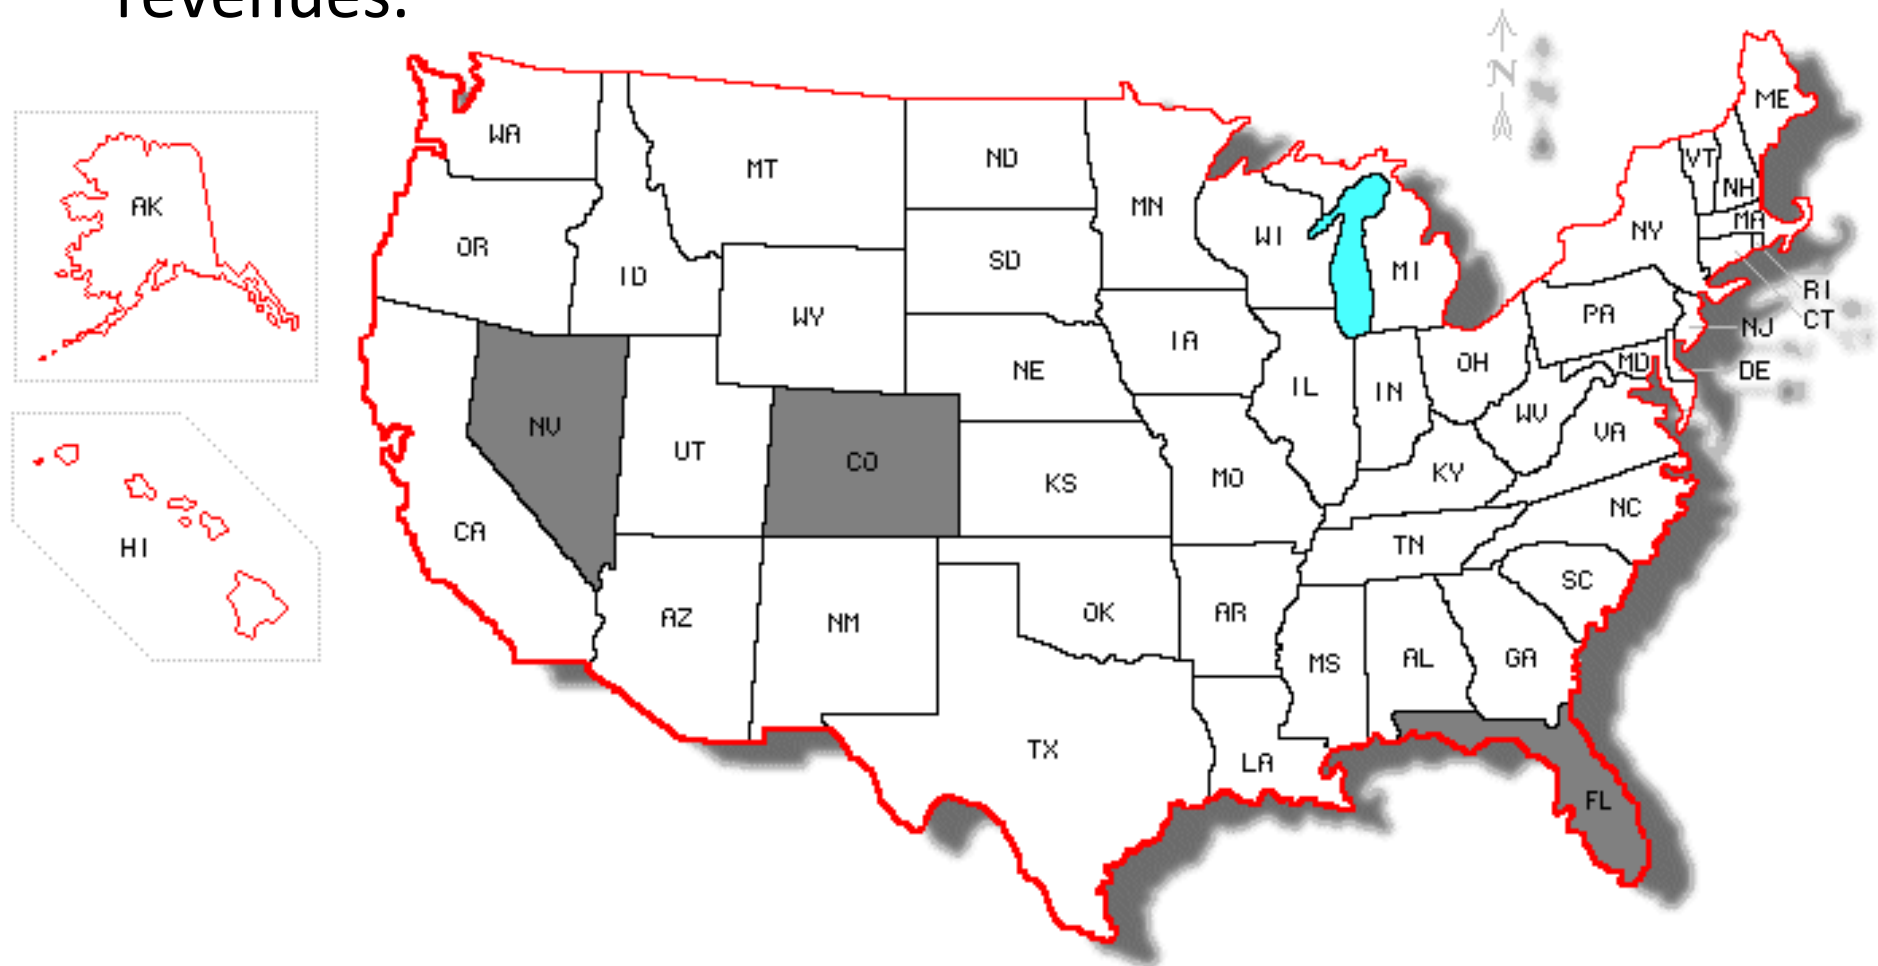 revenues.
N
ME
WA
VT
MT
ND
NH
AK
MN
MA
NY
OR
WI
SD
MI
ID
RI
PA
WY
CT
NJ
IA
MD
OH
NE
DE
IL
IN
WV
NV
VA
UT
CO
KY
MO
KS
NC
CA
TN
HI
SC
AR
OK
AZ
NM
GA
AL
MS
TX
LA
FL